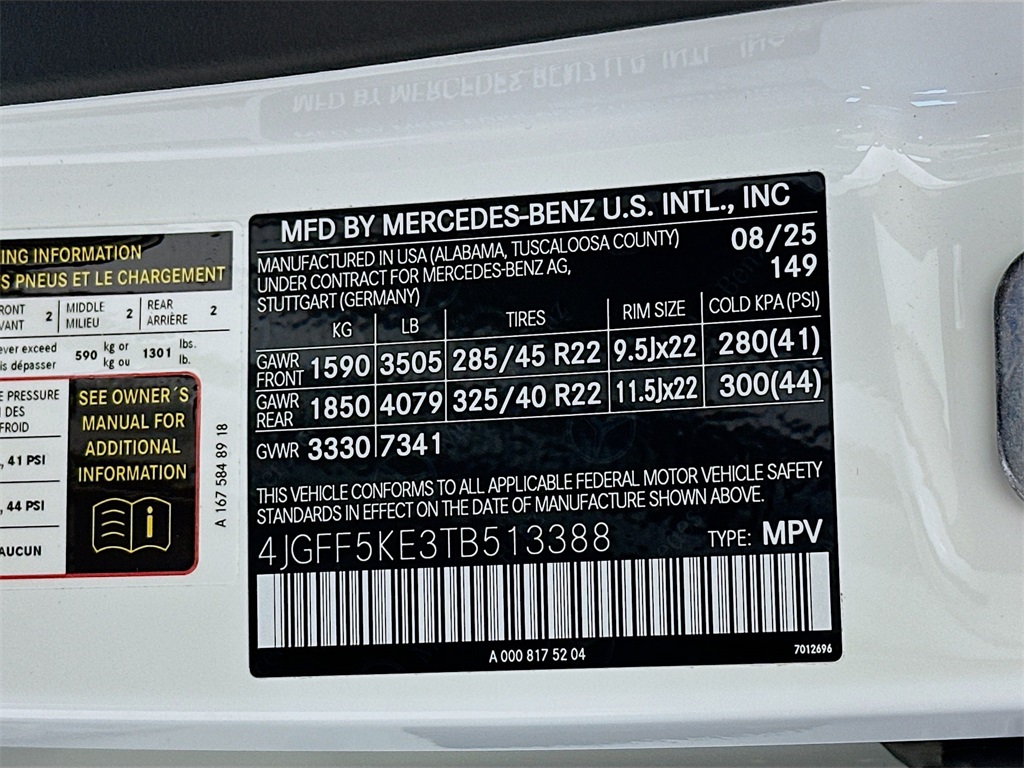 MFD BY MERCEDES-BENZ U.S. INTL., INC
MANUFACTURED IN USA (ALABAMA, TUSCALOOSA COUNTY)
UNDER CONTRACT FOR MERCEDES-BENZ AG,
STUTTGART (GERMANY)
08/25
149
KG LB TIRES RIM SIZE COLD KPA (PSI)
GAWR FRONT 1590 3505 285/45 R22 9.5Jx22 280(41)
GAWR REAR 1850 4079 325/40 R22 11.5Jx22 300(44)
GVWR 3330 7341
THIS VEHICLE CONFORMS TO ALL APPLICABLE FEDERAL MOTOR VEHICLE SAFETY
STANDARDS IN EFFECT ON THE DATE OF MANUFACTURE SHOWN ABOVE.
4JGFF5KE3TB513388 TYPE: MPV
A 000 817 52 04
7012696
ING INFORMATION
S PNEUS ET LE CHARGEMENT
RONT 2 MIDDLE 2 REAR 2
VANT MILIEU ARRIÈRE
ever exceed 590 kg or 1301 lbs.
is dépasser kg ou lb.
E PRESSURE
DES
FROID
, 41 PSI
, 44 PSI
AUCUN
SEE OWNER´S
MANUAL FOR
ADDITIONAL
INFORMATION
A 167 584 89 18